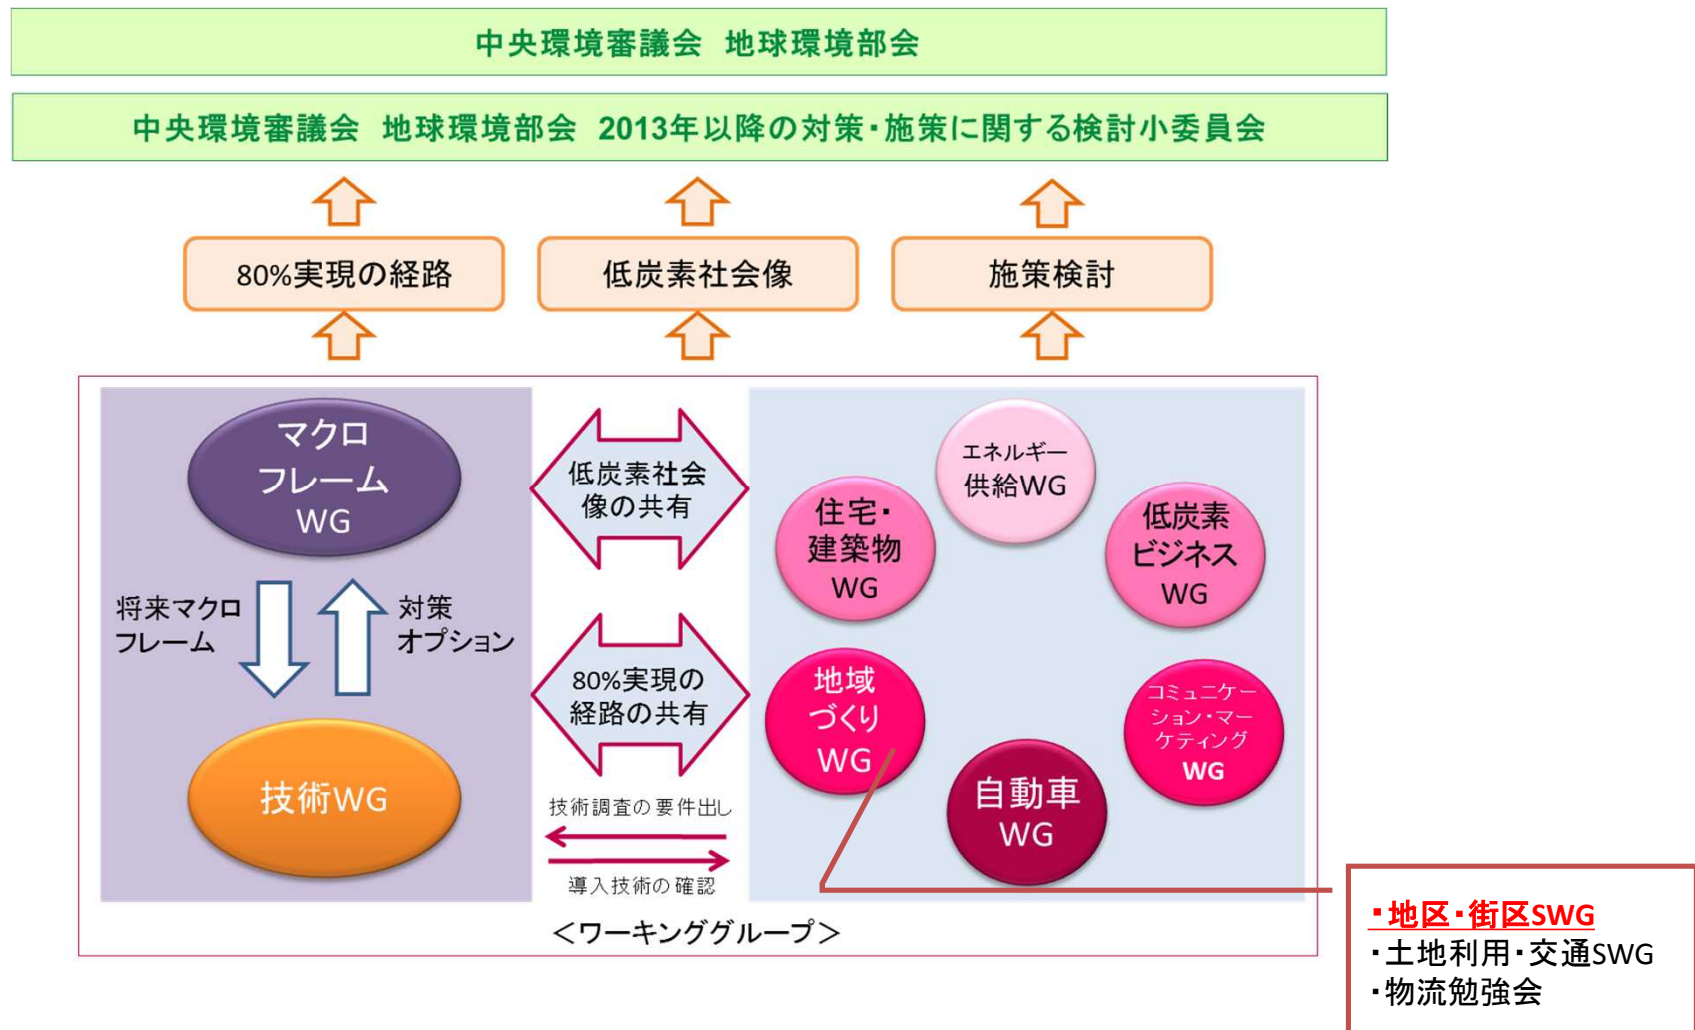 中央環境審議会 地球環境部会
中央環境審議会 地球環境部会 2013年以降の対策・施策に関する検討小委員会
80%実現の経路
低炭素社会像
施策検討
マクロ
フレーム
WG
将来マクロ
フレーム
対策
オプション
技術WG
低炭素社会
像の共有
80%実現の
経路の共有
技術調査の要件出し
導入技術の確認
エネルギー
供給WG
住宅・
建築物
WG
低炭素
ビジネス
WG
地域
づくり
WG
コミュニケー
ション・マー
ケティング
WG
自動車
WG
＜ワーキンググループ＞
・地区・街区SWG
・土地利用・交通SWG
・物流勉強会